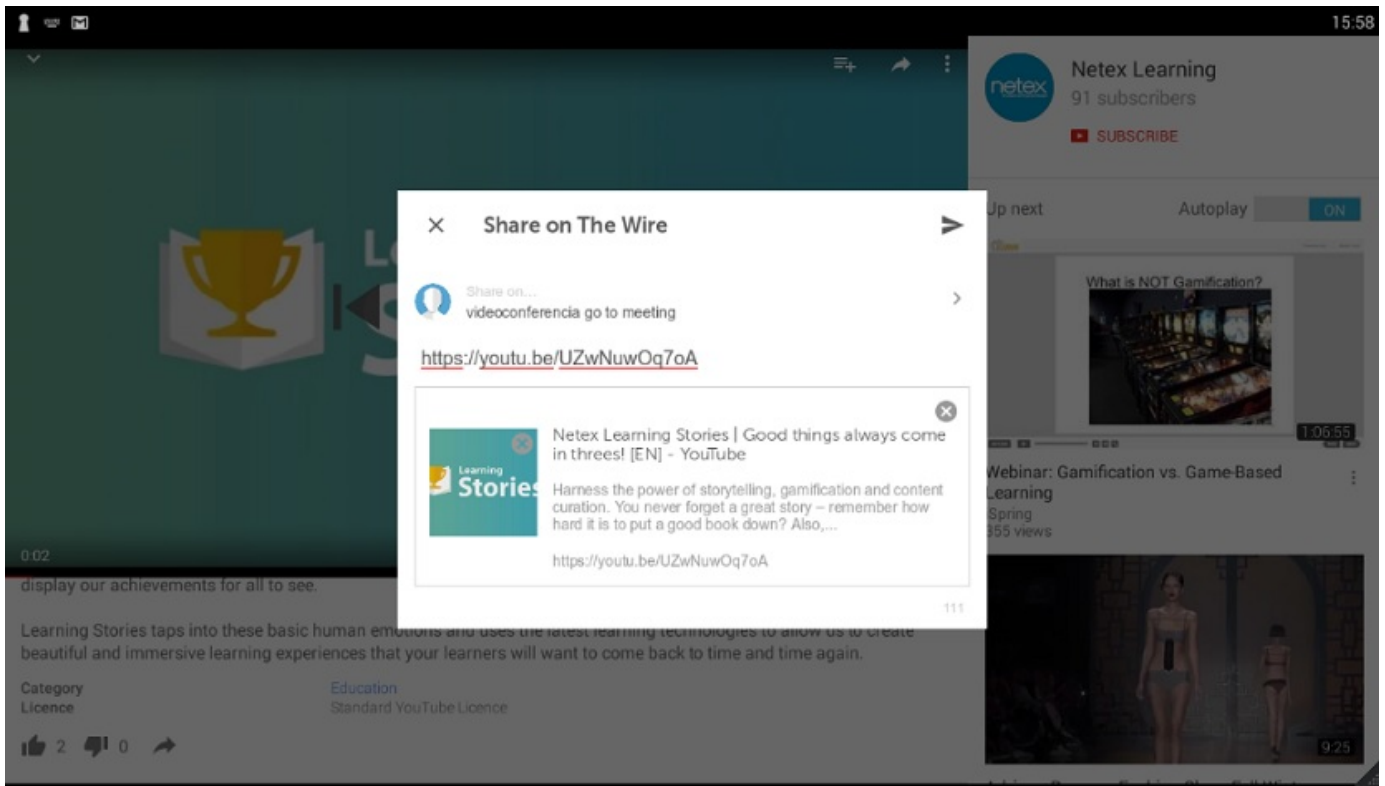 15:58
netex
Netex Learning
91 subscribers
SUBSCRIBE
Up next
Autoplay
ON
Share on The Wire
Share on...
videoconferencia go to meeting
https://youtu.be/UZwNuwOq7oA
Netex Learning Stories | Good things always come
in threes! [EN] - YouTube
Learning
Stories
Harness the power of storytelling, gamification and content
curation. You never forget a great story – remember how
hard it is to put a good book down? Also,...
https://youtu.be/UZwNuwOq7oA
111
What is NOT Gamification?
1:06:55
Webinar: Gamification vs. Game-Based
Learning
Spring
355 views
9:25
0:02
display our achievements for all to see.
Learning Stories taps into these basic human emotions and uses the latest learning technologies to allow us to create
beautiful and immersive learning experiences that your learners will want to come back to time and time again.
Category
Education
Licence
Standard YouTube Licence
2
0